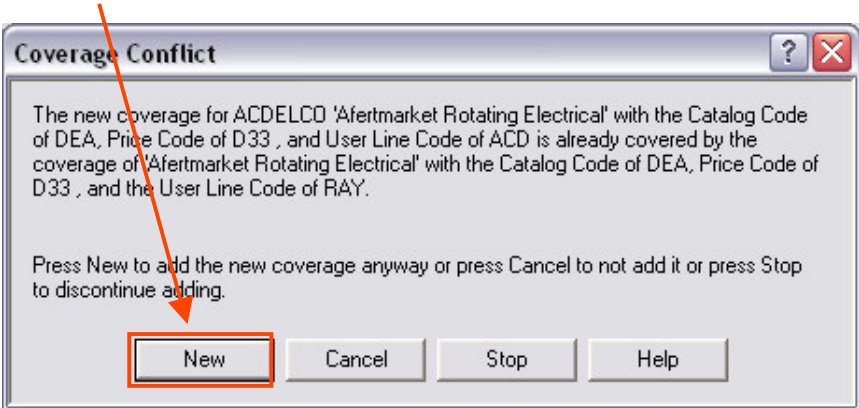 Coverage Conflict
The new coverage for ACDELCO 'Afertmarket Rotating Electrical' with the Catalog Code
of DEA, Price Code of D33 , and User Line Code of ACD is already covered by the
coverage of 'Afertmarket Rotating Electrical' with the Catalog Code of DEA, Price Code of
D33 , and the User Line Code of RAY.
Press New to add the new coverage anyway or press Cancel to not add it or press Stop
to discontinue adding.
New Cancel Stop Help